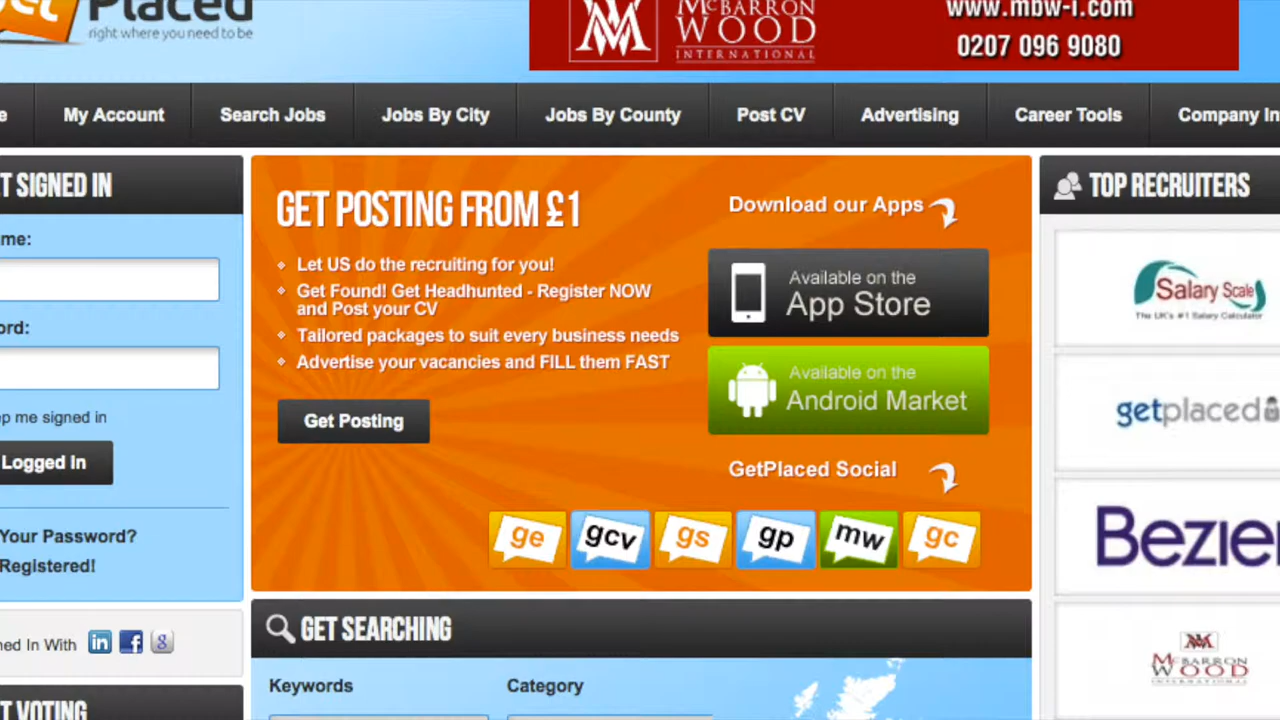 Placed
right where you need to be
McBARRON
WOOD
INTERNATIONAL
www.mbw-i.com
0207 096 9080
My Account
Search Jobs
Jobs By City
Jobs By County
Post CV
Advertising
Career Tools
Company In
T SIGNED IN
me:
ord:
p me signed in
Logged In
Your Password?
Registered!
ned In With
in f g
T VOTING
GET POSTING FROM £1
Let US do the recruiting for you!
Get Found! Get Headhunted - Register NOW
and Post your CV
Tailored packages to suit every business needs
Advertise your vacancies and FILL them FAST
Get Posting
Download our Apps
Available on the
App Store
Available on the
Android Market
GetPlaced Social
ge gcv gs gp mw gc
GET SEARCHING
Keywords
Category
TOP RECRUITERS
Salary Scale
The UK's #1 Salary Calculator
getplaced
Bezier
McBARRON
WOOD
INTERNATIONAL